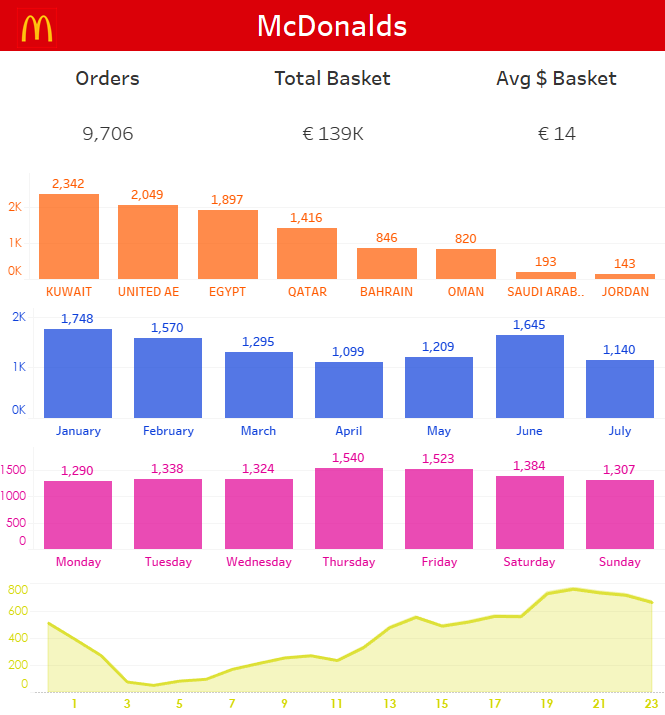 McDonalds
Orders Total Basket Avg $ Basket
9,706 € 139K € 14
2,342 2,049 1,897 1,416 846 820 193 143
2K
1K
0K
KUWAIT UNITED AE EGYPT QATAR BAHRAIN OMAN SAUDI ARAB.. JORDAN
1,748 1,570 1,295 1,099 1,209 1,645 1,140
2K
1K
0K
January February March April May June July
1,290 1,338 1,324 1,540 1,523 1,384 1,307
1500
1000
500
0
Monday Tuesday Wednesday Thursday Friday Saturday Sunday
800
600
400
200
0
1 3 5 7 9 11 13 15 17 19 21 23